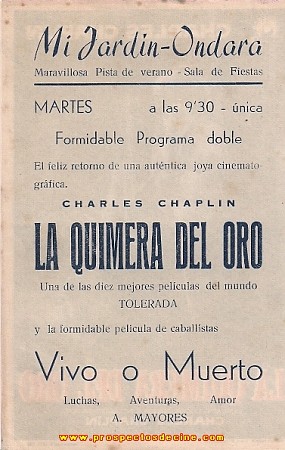 Mi Jardin-Ondara
Maravillosa Pista de verano - Sala de Fiestas
MARTES a las 9'30 - única
Formidable Programa doble
El feliz retorno de una auténtica joya cinemato
gráfica.
CHARLES CHAPLIN
LA QUIMERA DEL ORO
Una de las diez mejores películas del mundo
TOLERADA
y la formidable película de caballistas
Vivo o Muerto
Luchas, Aventuras, Amor
A. MAYORES
www.prospectosdecine.com